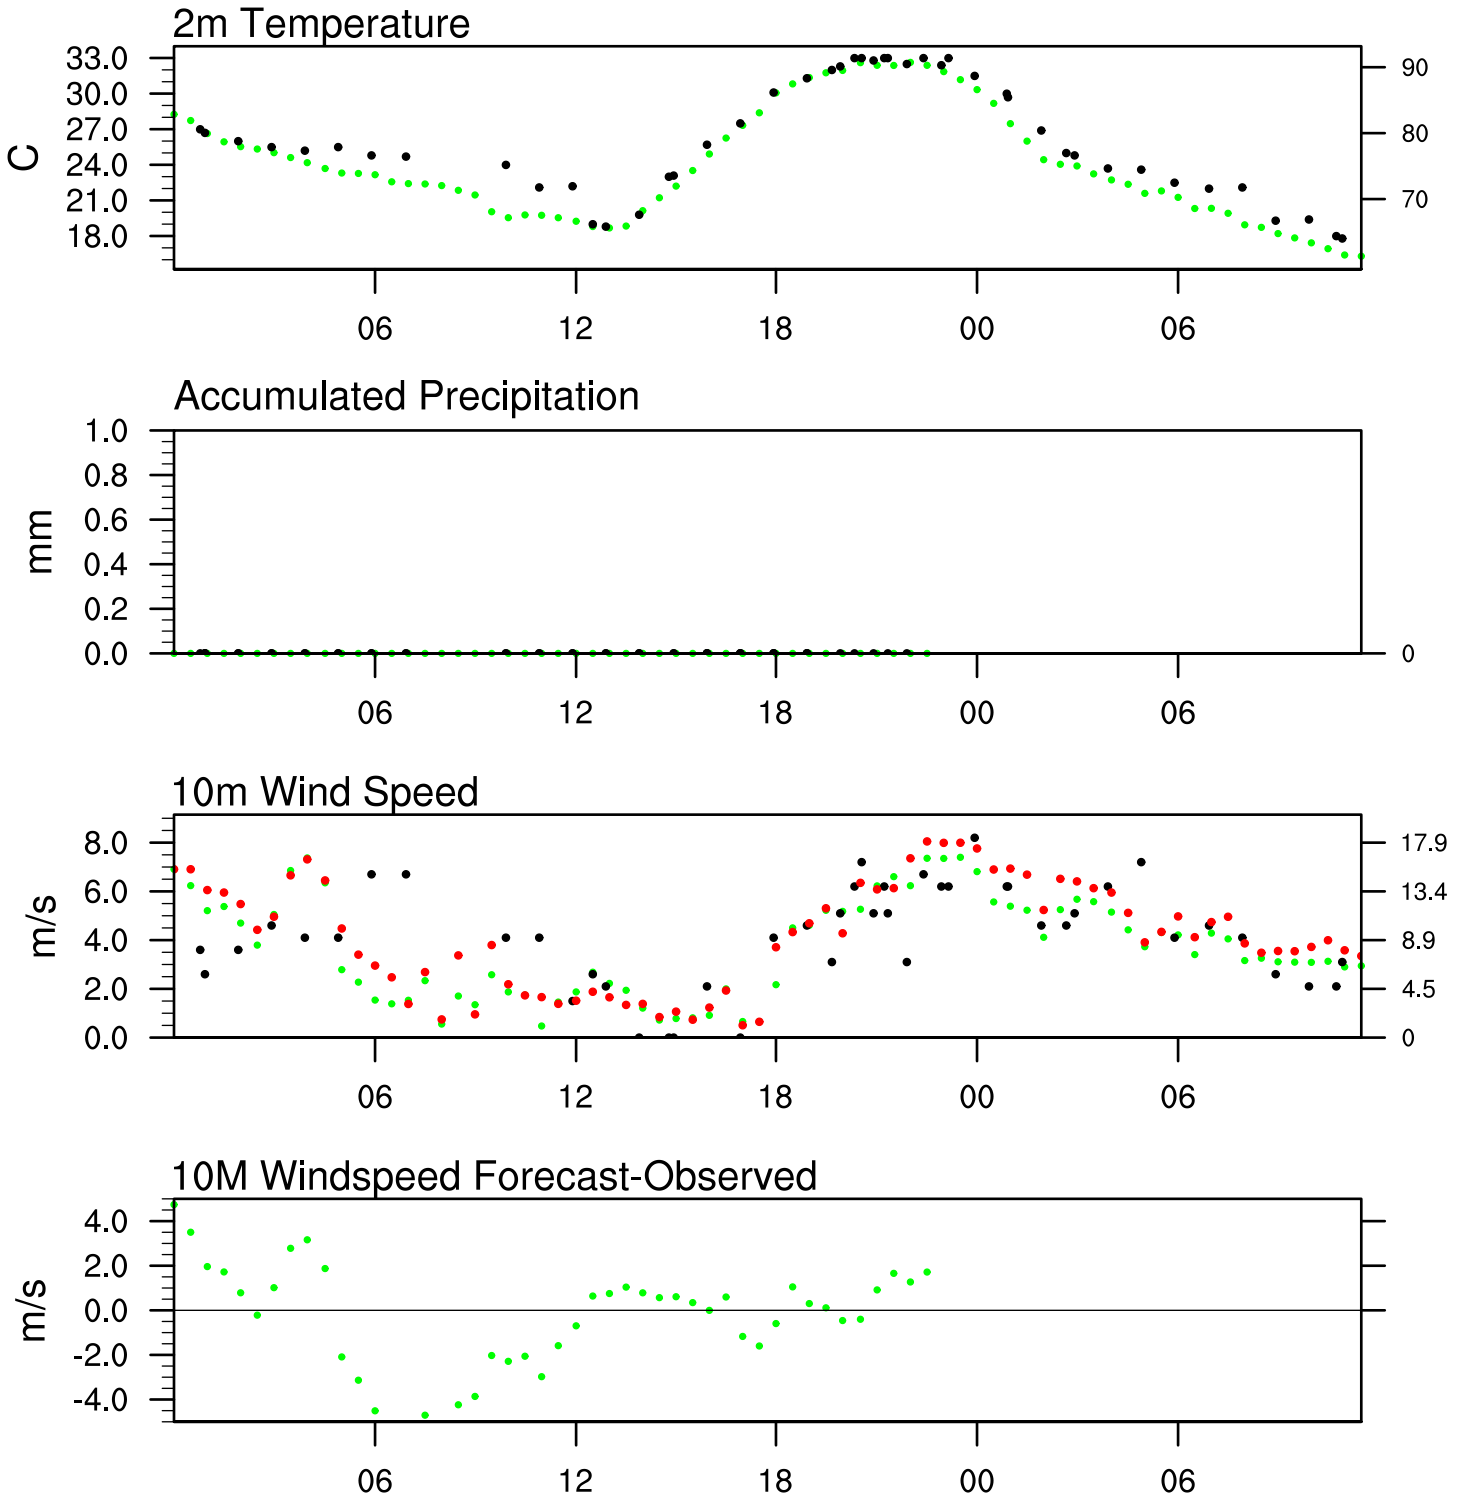 2m Temperature
33.0
30.0
27.0
24.0
21.0
18.0
C
90
80
70
06 12 18 00 06
Accumulated Precipitation
1.0
0.8
0.6
0.4
0.2
0.0
mm
0
06 12 18 00 06
10m Wind Speed
8.0
6.0
4.0
2.0
0.0
m/s
17.9
13.4
8.9
4.5
0
06 12 18 00 06
10M Windspeed Forecast-Observed
4.0
2.0
0.0
-2.0
-4.0
m/s
06 12 18 00 06